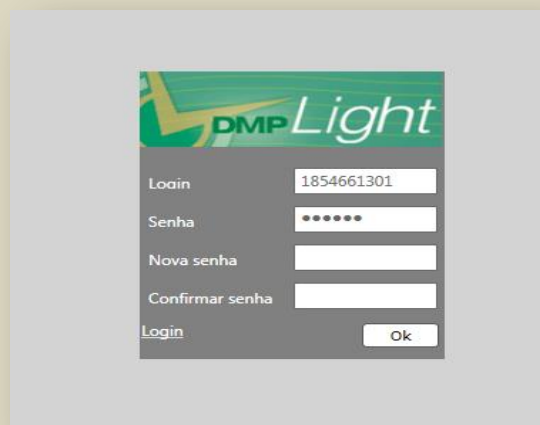 DMP Light
Login 1854661301
Senha ••••••
Nova senha
Confirmar senha
Login Ok